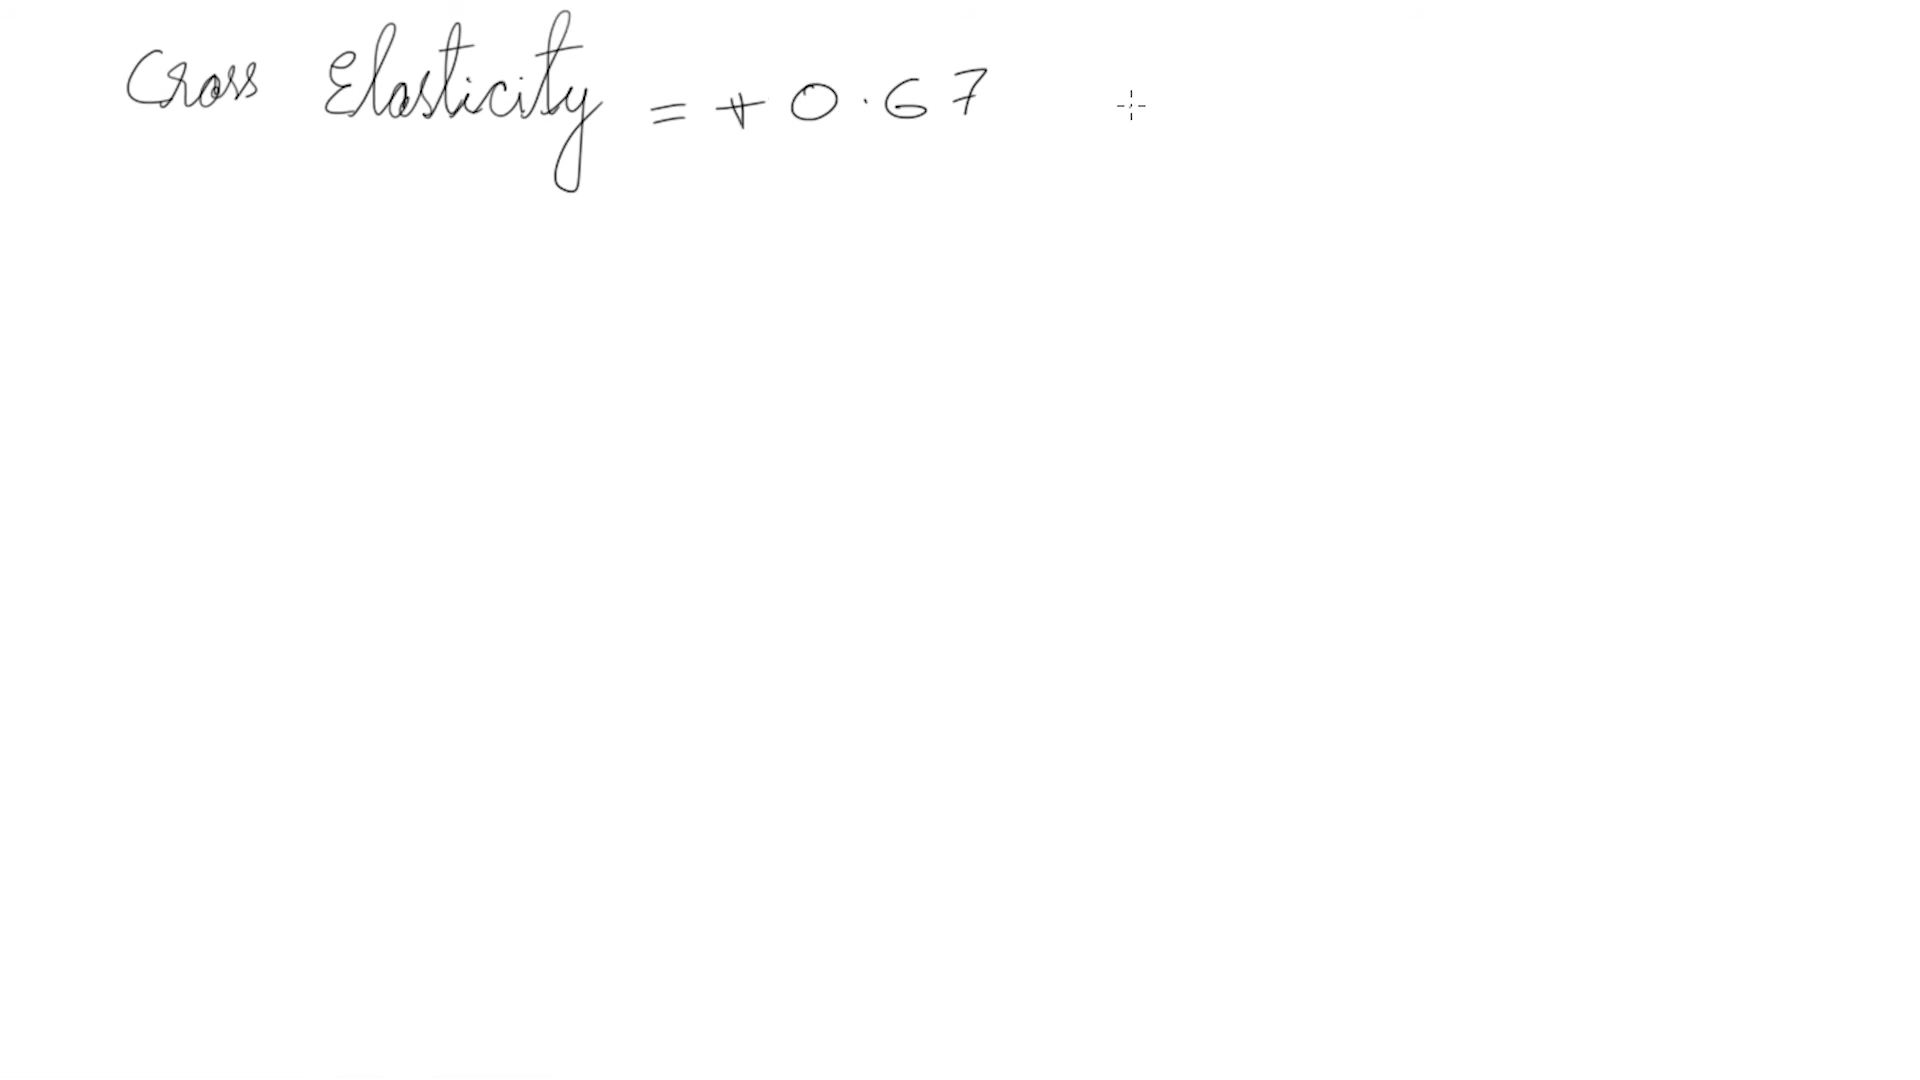 Cross Elasticity = + 0.67